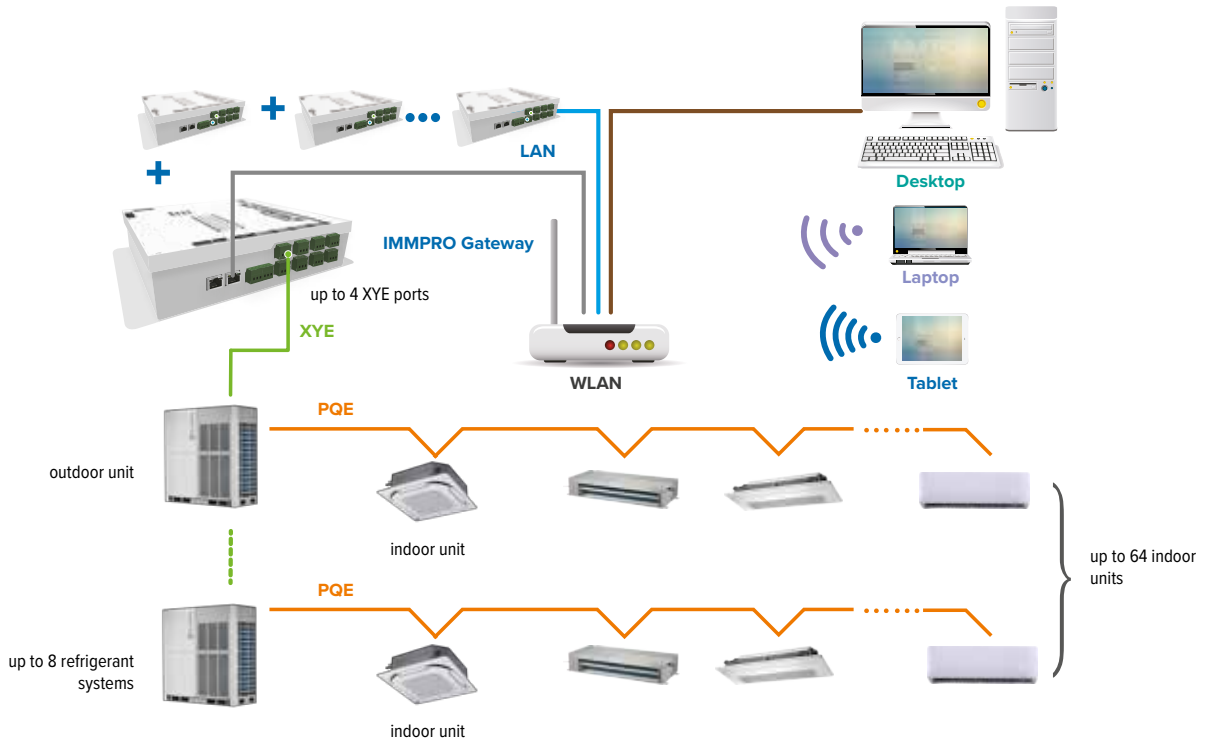 LAN
Desktop
IMMPRO Gateway
Laptop
up to 4 XYE ports
XYE
WLAN
Tablet
PQE
outdoor unit
indoor unit
up to 64 indoor
units
PQE
up to 8 refrigerant
systems
indoor unit